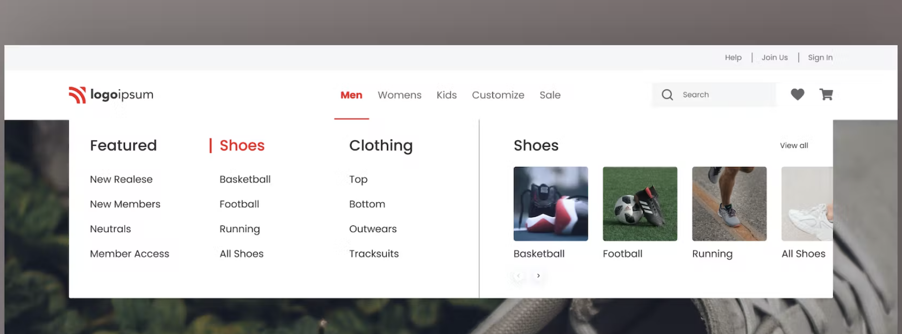 Help
Join Us
Sign In
logoipsum
Men
Womens
Kids
Customize
Sale
Search
Featured
New Realese
New Members
Neutrals
Member Access
Shoes
Basketball
Football
Running
All Shoes
Clothing
Top
Bottom
Outwears
Tracksuits
Shoes
View all
Basketball
Football
Running
All Shoes